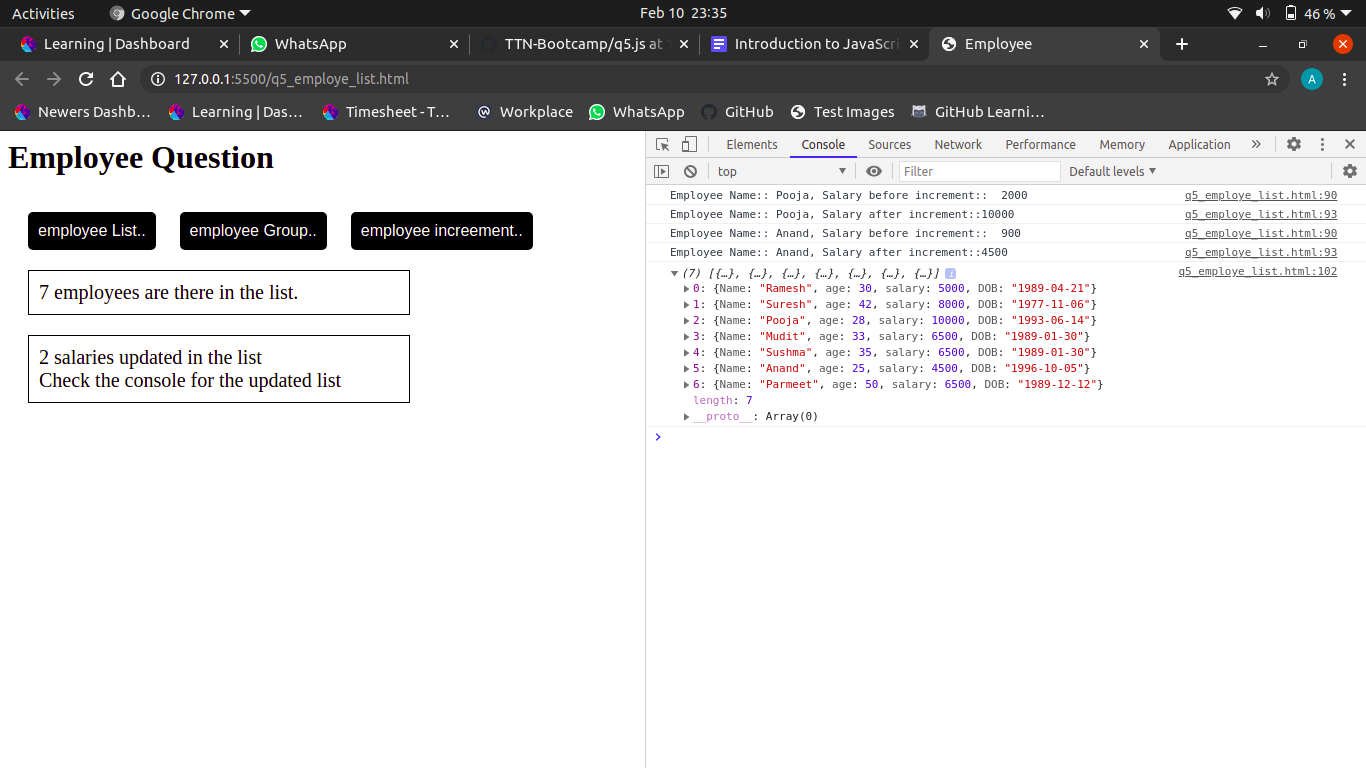 Activities Google Chrome Feb 10 23:35 46 %
Learning | Dashboard WhatsApp TTN-Bootcamp/q5.js at Introduction to JavaScri Employee
127.0.0.1:5500/q5_employe_list.html A
Newers Dashb… Learning | Das… Timesheet - T… Workplace WhatsApp GitHub Test Images GitHub Learni…
Employee Question
employee List.. employee Group.. employee increement..
7 employees are there in the list.
2 salaries updated in the list
Check the console for the updated list
Elements Console Sources Network Performance Memory Application »
top Filter Default levels
Employee Name:: Pooja, Salary before increment::  2000 q5_employe_list.html:90
Employee Name:: Pooja, Salary after increment::10000 q5_employe_list.html:93
Employee Name:: Anand, Salary before increment::  900 q5_employe_list.html:90
Employee Name:: Anand, Salary after increment::4500 q5_employe_list.html:93
(7) [{…}, {…}, {…}, {…}, {…}, {…}, {…}] i q5_employe_list.html:102
0: {Name: "Ramesh", age: 30, salary: 5000, DOB: "1989-04-21"}
1: {Name: "Suresh", age: 42, salary: 8000, DOB: "1977-11-06"}
2: {Name: "Pooja", age: 28, salary: 10000, DOB: "1993-06-14"}
3: {Name: "Mudit", age: 33, salary: 6500, DOB: "1989-01-30"}
4: {Name: "Sushma", age: 35, salary: 6500, DOB: "1989-01-30"}
5: {Name: "Anand", age: 25, salary: 4500, DOB: "1996-10-05"}
6: {Name: "Parmeet", age: 50, salary: 6500, DOB: "1989-12-12"}
length: 7
__proto__: Array(0)